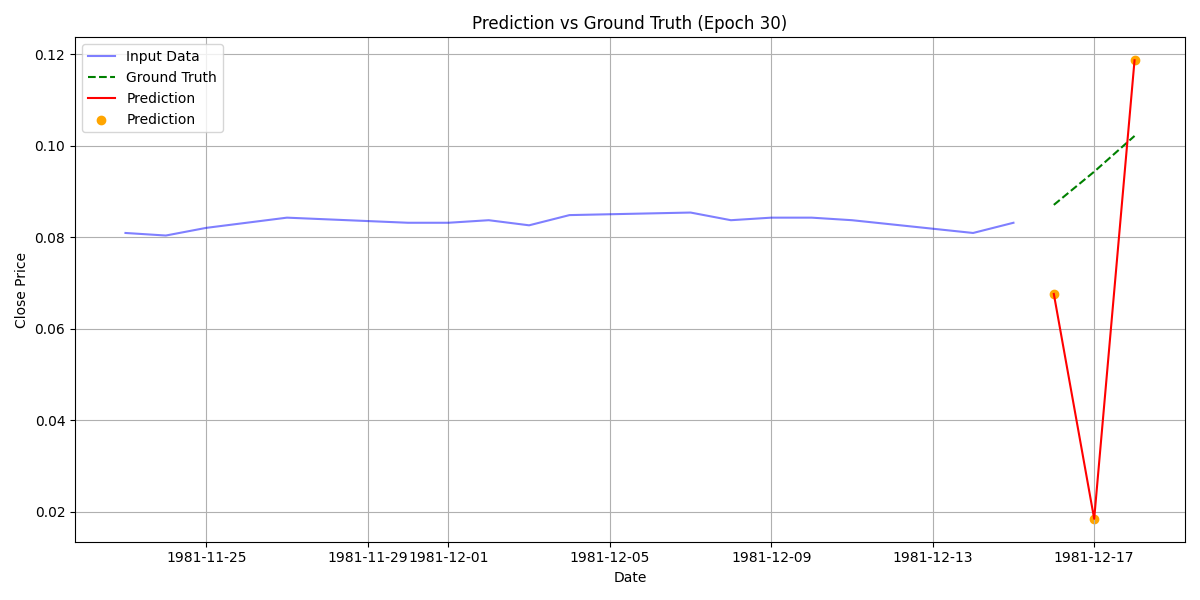 Prediction vs Ground Truth (Epoch 30)
Input Data
Ground Truth
Prediction
Prediction
Close Price
0.12
0.10
0.08
0.06
0.04
0.02
1981-11-25
1981-11-29
1981-12-01
1981-12-05
1981-12-09
1981-12-13
1981-12-17
Date